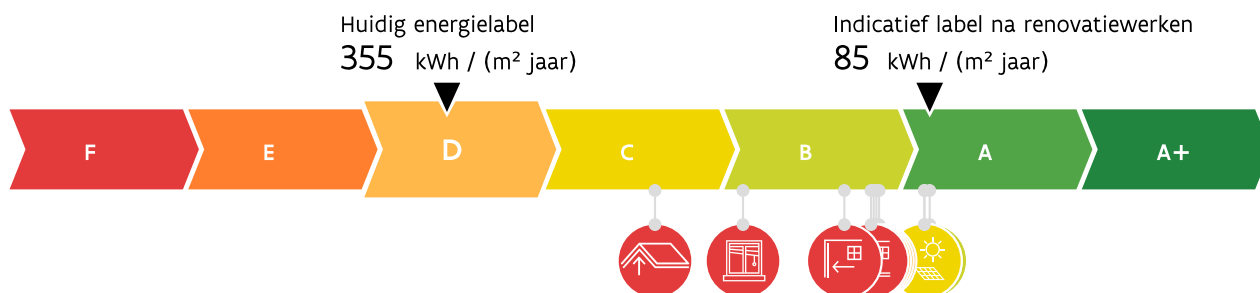 Huidig energielabel
355 kWh / (m² jaar)
Indicatief label na renovatiewerken
85 kWh / (m² jaar)
F E D C B A A+